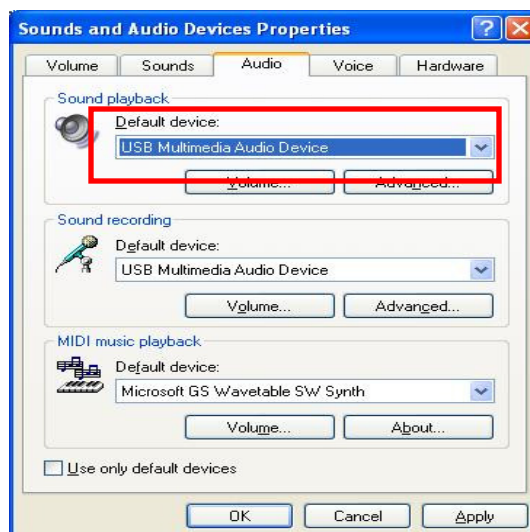 Sounds and Audio Devices Properties
Volume Sounds Audio Voice Hardware
Sound playback
Default device:
USB Multimedia Audio Device
Volume... Advanced...
Sound recording
Default device:
USB Multimedia Audio Device
Volume... Advanced...
MIDI music playback
Default device:
Microsoft GS Wavetable SW Synth
Volume... About...
Use only default devices
OK Cancel Apply